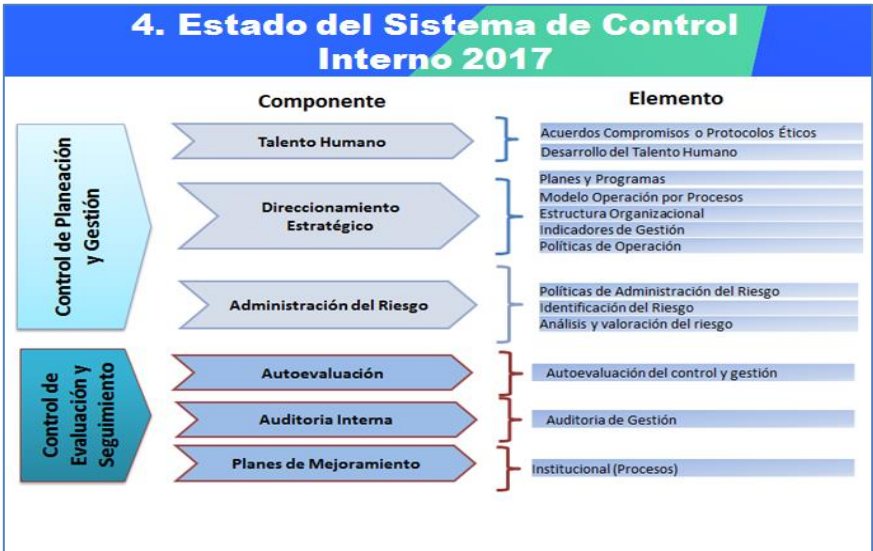 4. Estado del Sistema de Control
Interno 2017
Componente
Elemento
Control de Planeación
y Gestión
Talento Humano
Acuerdos Compromisos o Protocolos Éticos
Desarrollo del Talento Humano
Direccionamiento
Estratégico
Planes y Programas
Modelo Operación por Procesos
Estructura Organizacional
Indicadores de Gestión
Políticas de Operación
Administración del Riesgo
Políticas de Administración del Riesgo
Identificación del Riesgo
Análisis y valoración del riesgo
Control de
Evaluación y
Seguimiento
Autoevaluación
Autoevaluación del control y gestión
Auditoria Interna
Auditoria de Gestión
Planes de Mejoramiento
Institucional (Procesos)